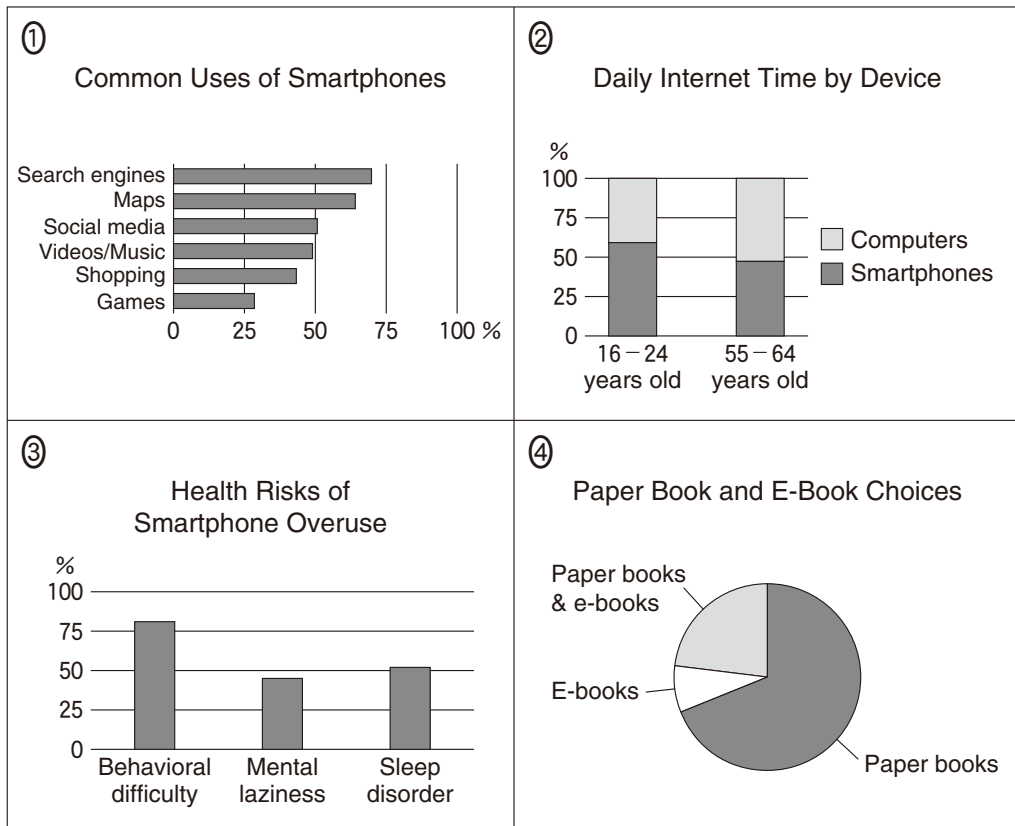 ①
Common Uses of Smartphones
Search engines
Maps
Social media
Videos/Music
Shopping
Games
0 25 50 75 100 %
②
Daily Internet Time by Device
%
100
75
50
25
0
16－24
years old
55－64
years old
Computers
Smartphones
③
Health Risks of
Smartphone Overuse
%
100
75
50
25
0
Behavioral
difficulty
Mental
laziness
Sleep
disorder
④
Paper Book and E-Book Choices
Paper books
& e-books
E-books
Paper books